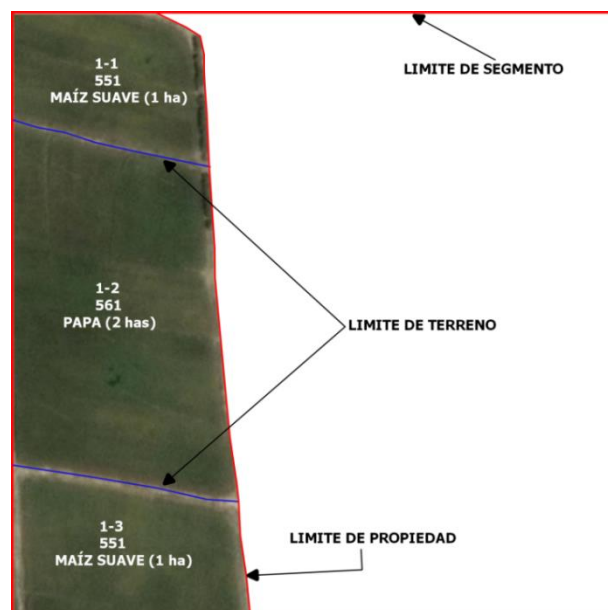 1-1
551
MAÍZ SUAVE (1 ha)
LIMITE DE SEGMENTO
1-2
561
PAPA (2 has)
LIMITE DE TERRENO
1-3
551
MAÍZ SUAVE (1 ha)
LIMITE DE PROPIEDAD